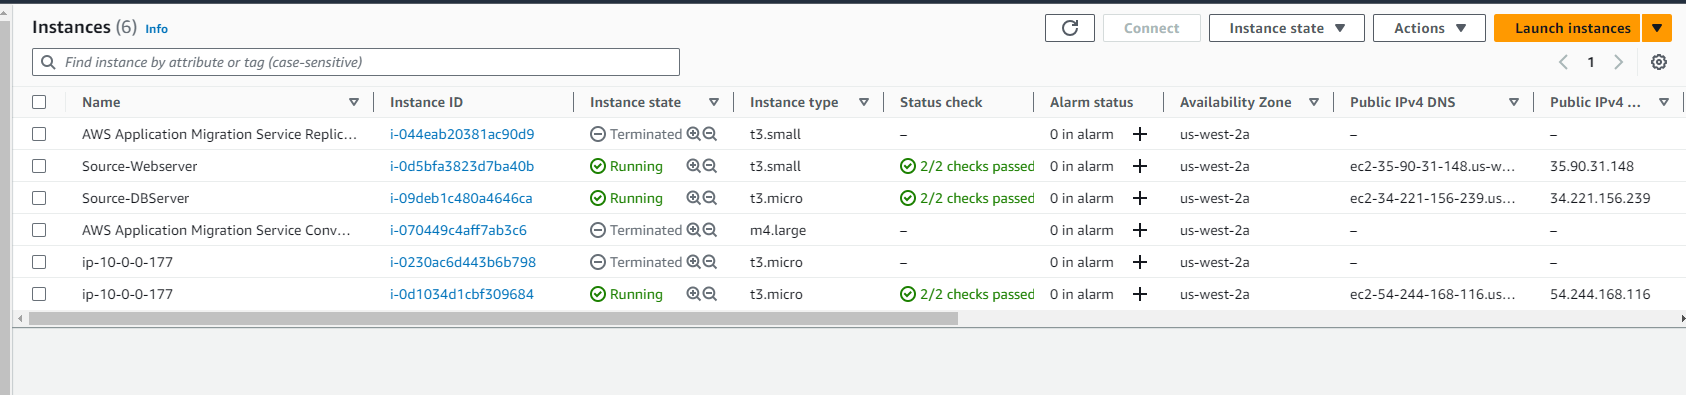 Instances (6) Info
Connect Instance state Actions Launch instances
Find instance by attribute or tag (case-sensitive)
1
Name Instance ID Instance state Instance type Status check Alarm status Availability Zone Public IPv4 DNS Public IPv4 ...
AWS Application Migration Service Replic... i-044eab20381ac90d9 Terminated t3.small – 0 in alarm + us-west-2a – –
Source-Webserver i-0d5bfa3823d7ba40b Running t3.small 2/2 checks passed 0 in alarm + us-west-2a ec2-35-90-31-148.us-w... 35.90.31.148
Source-DBServer i-09deb1c480a4646ca Running t3.micro 2/2 checks passed 0 in alarm + us-west-2a ec2-34-221-156-239.us... 34.221.156.239
AWS Application Migration Service Conv... i-070449c4aff7ab3c6 Terminated m4.large – 0 in alarm + us-west-2a – –
ip-10-0-0-177 i-0230ac6d443b6b798 Terminated t3.micro – 0 in alarm + us-west-2a – –
ip-10-0-0-177 i-0d1034d1cbf309684 Running t3.micro 2/2 checks passed 0 in alarm + us-west-2a ec2-54-244-168-116.us... 54.244.168.116